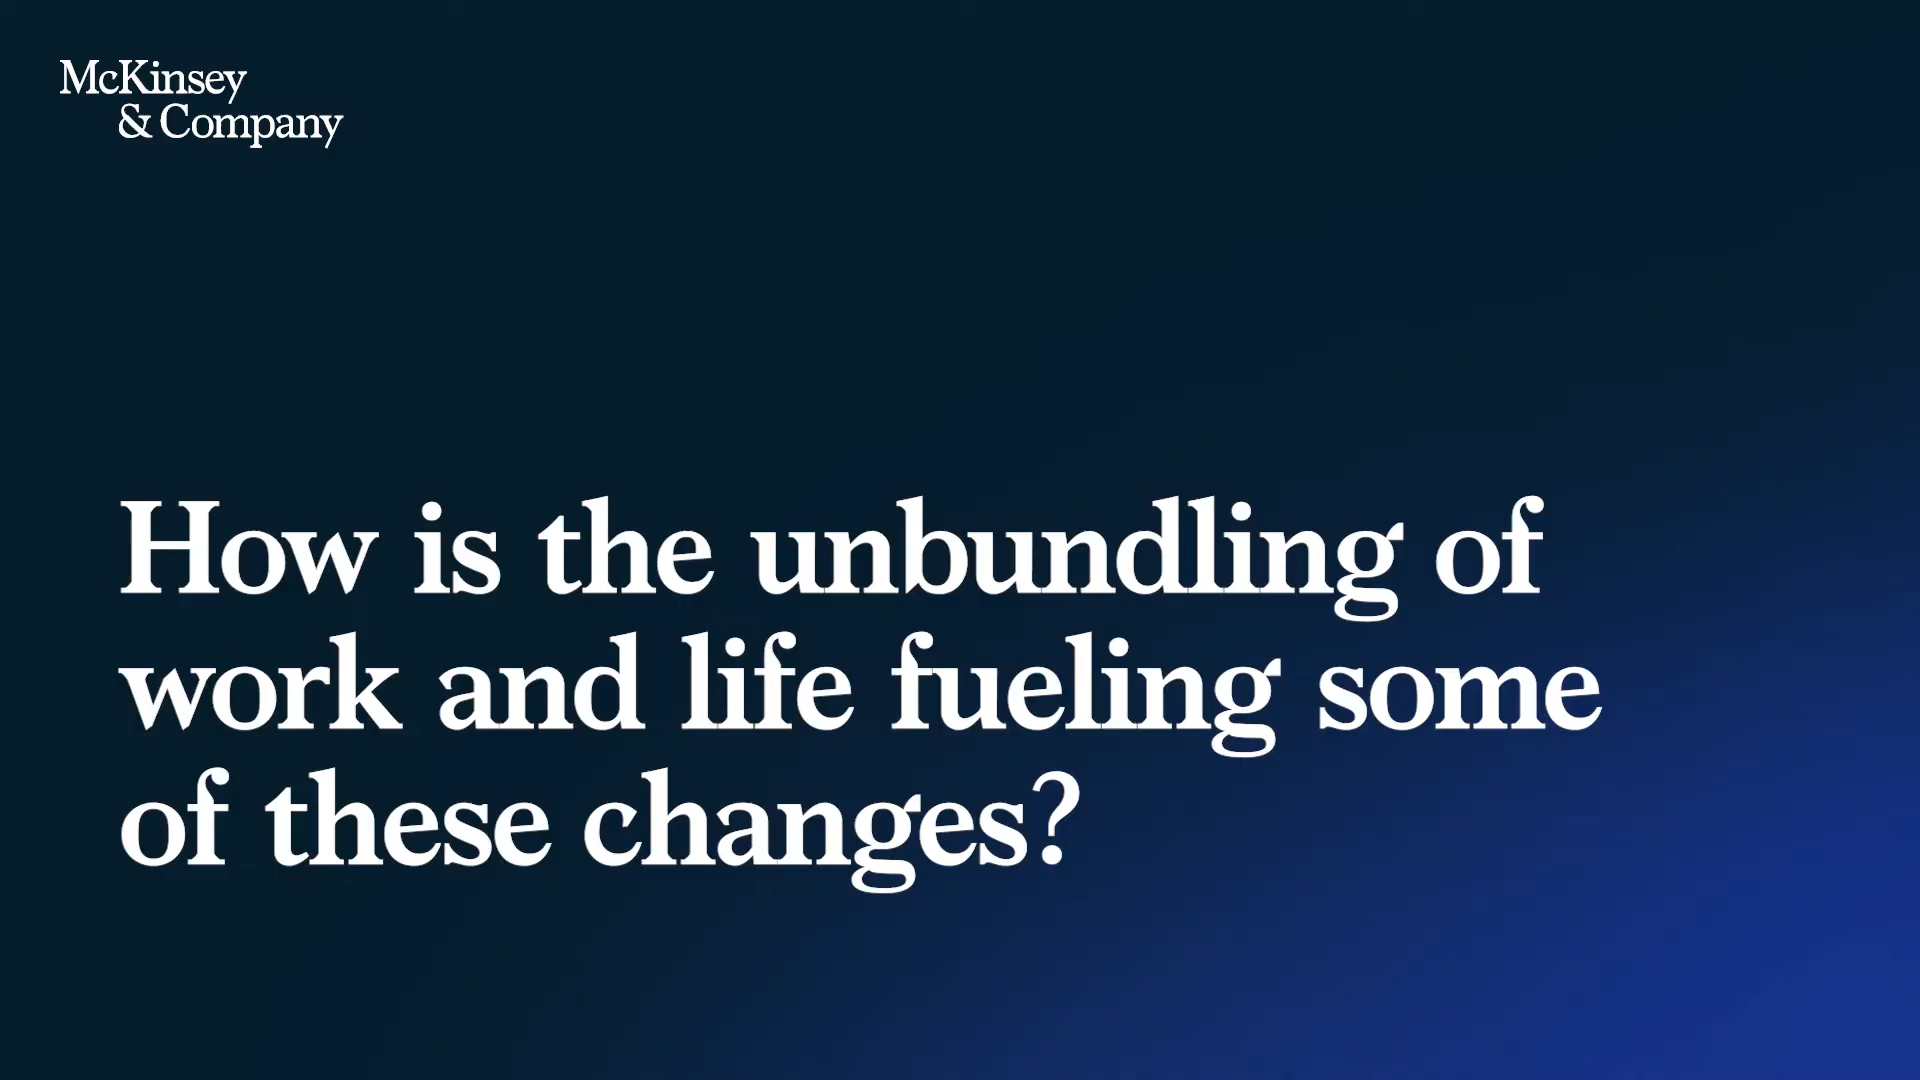 McKinsey
& Company
How is the unbundling of
work and life fueling some
of these changes?